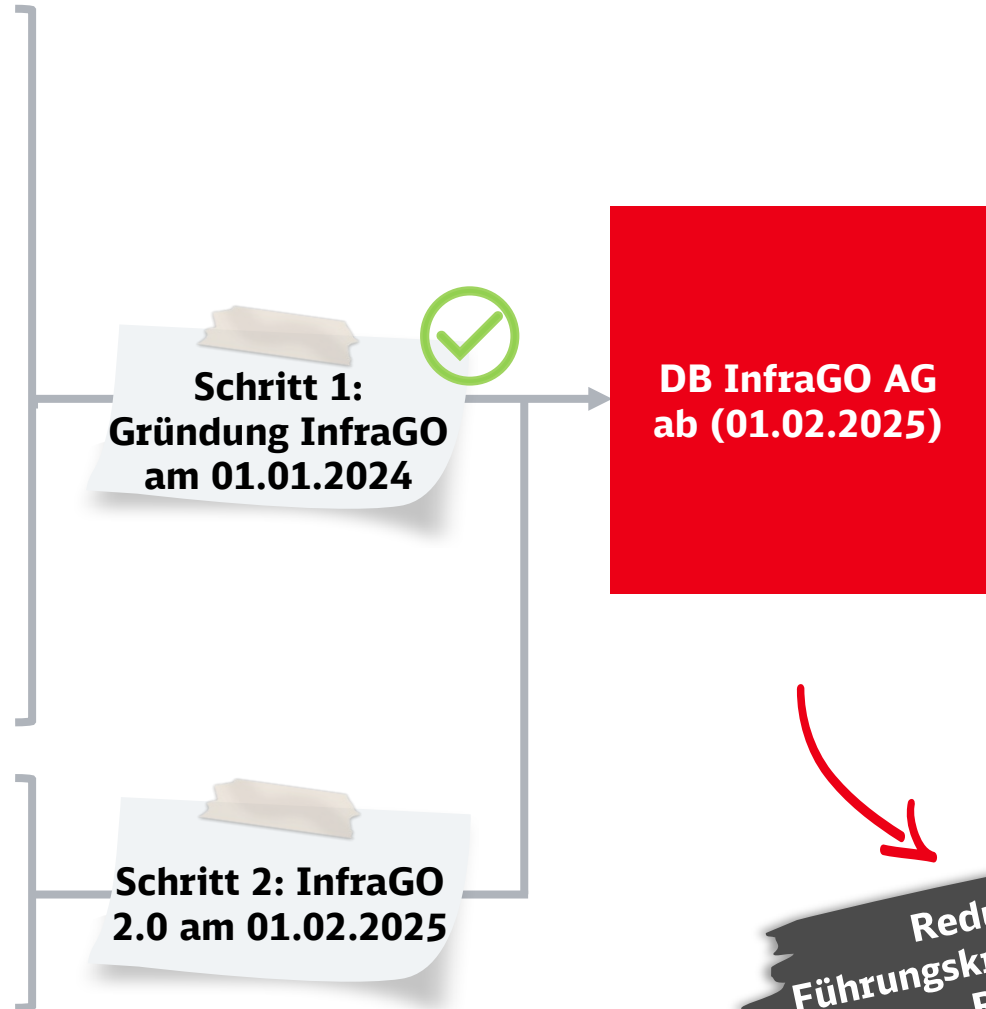 Schritt 1:
Gründung InfraGO
am 01.01.2024
DB InfraGO AG
ab (01.02.2025)
Schritt 2: InfraGO
2.0 am 01.02.2025